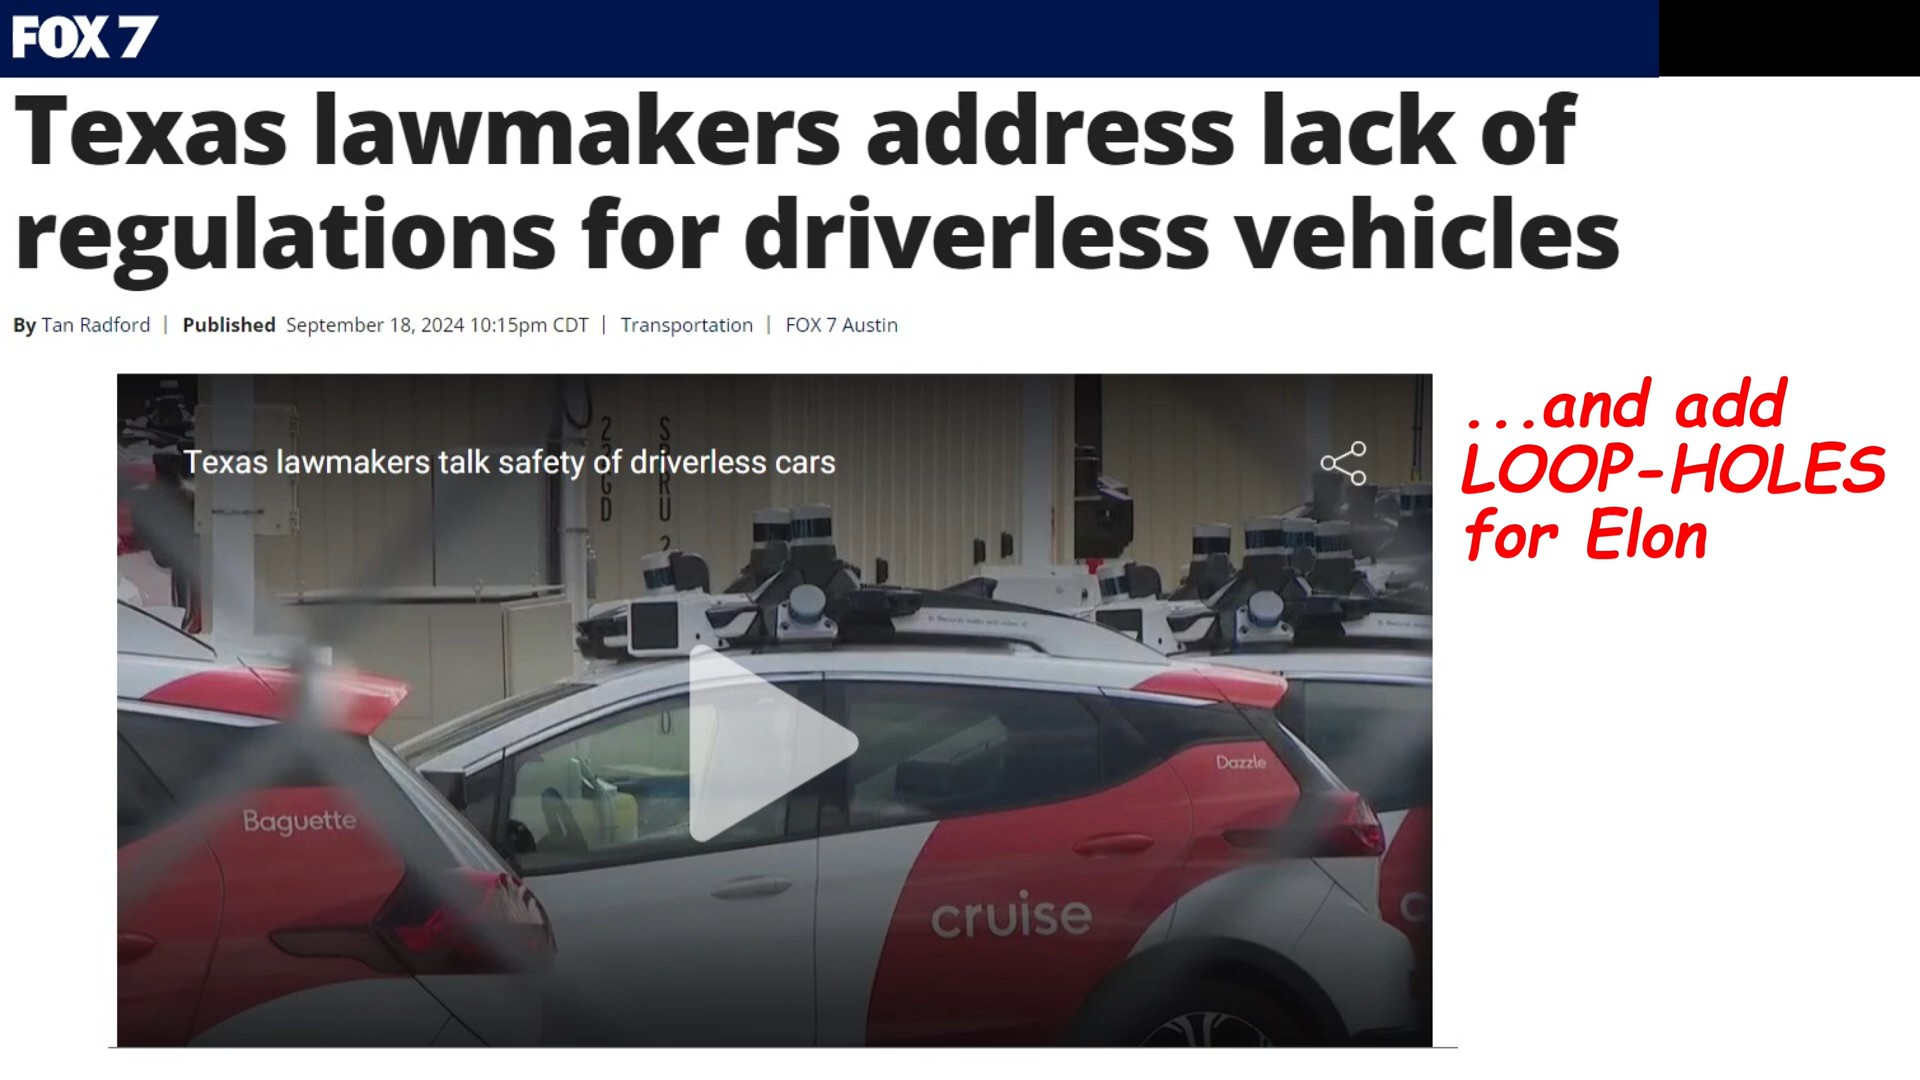 FOX 7
Texas lawmakers address lack of
regulations for driverless vehicles
By Tan Radford | Published September 18, 2024 10:15pm CDT | Transportation | FOX 7 Austin
Texas lawmakers talk safety of driverless cars
...and add
LOOP-HOLES
for Elon
Dazzle
Baguette
cruise